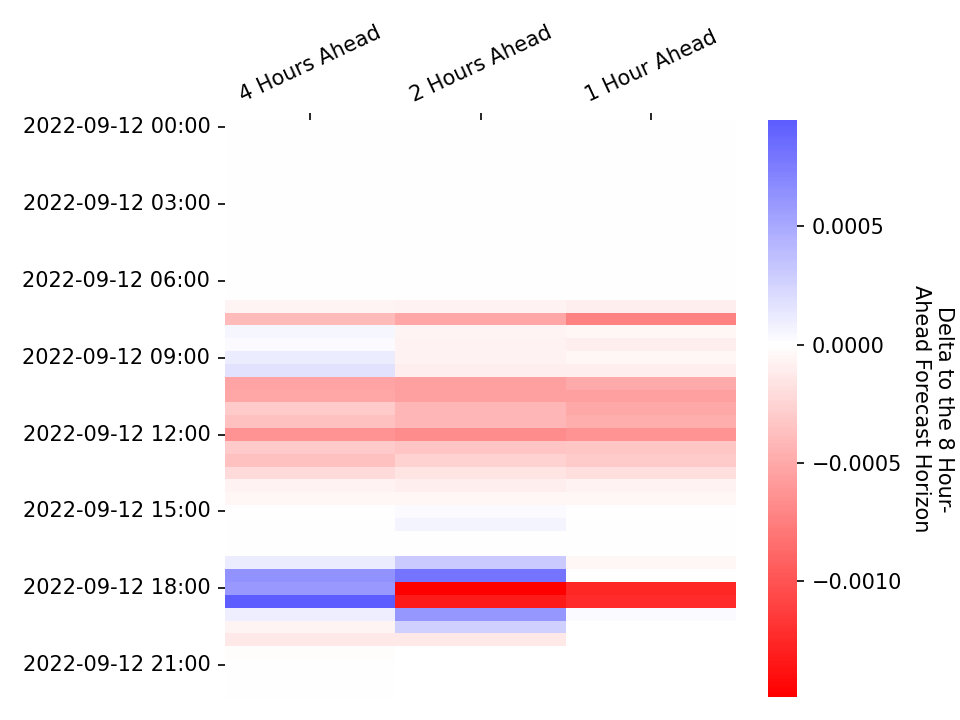 4 Hours Ahead
2 Hours Ahead
1 Hour Ahead
2022-09-12 00:00
2022-09-12 03:00
2022-09-12 06:00
2022-09-12 09:00
2022-09-12 12:00
2022-09-12 15:00
2022-09-12 18:00
2022-09-12 21:00
0.0005
0.0000
−0.0005
−0.0010
Delta to the 8 Hour-
Ahead Forecast Horizon